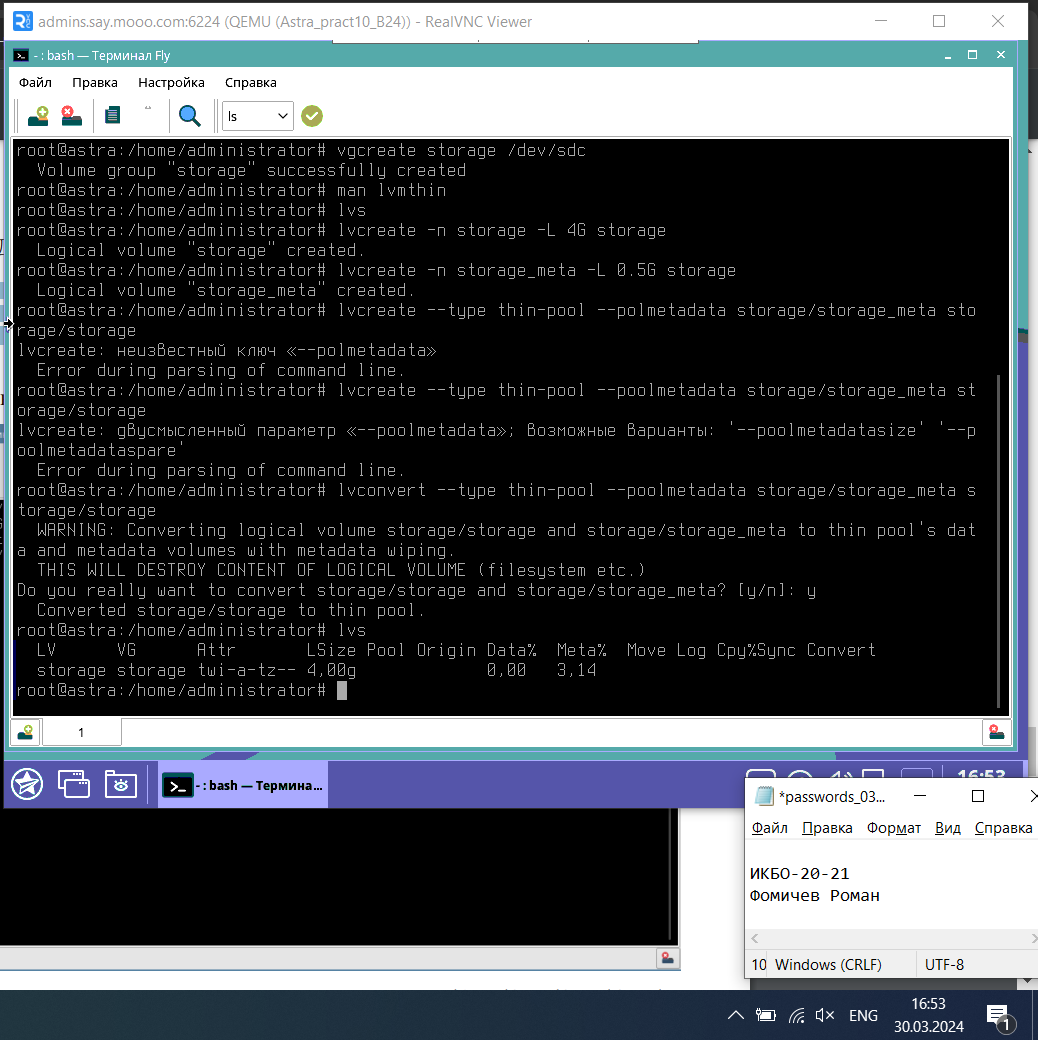 admins.say.mooo.com:6224 (QEMU (Astra_pract10_B24)) - RealVNC Viewer
- : bash — Терминал Fly
Файл Правка Настройка Справка
ls
root@astra:/home/administrator# vgcreate storage /dev/sdc
Volume group "storage" successfully created
root@astra:/home/administrator# man lvmthin
root@astra:/home/administrator# lvs
root@astra:/home/administrator# lvcreate -n storage -L 4G storage
Logical volume "storage" created.
root@astra:/home/administrator# lvcreate -n storage_meta -L 0.5G storage
Logical volume "storage_meta" created.
root@astra:/home/administrator# lvcreate --type thin-pool --polmetadata storage/storage_meta sto
rage/storage
lvcreate: неизвестный ключ «--polmetadata»
Error during parsing of command line.
root@astra:/home/administrator# lvcreate --type thin-pool --poolmetadata storage/storage_meta st
orage/storage
lvcreate: двусмысленный параметр «--poolmetadata»; возможные варианты: '--poolmetadatasize' '--p
oolmetadataspare'
Error during parsing of command line.
root@astra:/home/administrator# lvconvert --type thin-pool --poolmetadata storage/storage_meta s
torage/storage
WARNING: Converting logical volume storage/storage and storage/storage_meta to thin pool's dat
a and metadata volumes with metadata wiping.
THIS WILL DESTROY CONTENT OF LOGICAL VOLUME (filesystem etc.)
Do you really want to convert storage/storage and storage/storage_meta? [y/n]: y
Converted storage/storage to thin pool.
root@astra:/home/administrator# lvs
LV VG Attr LSize Pool Origin Data% Meta% Move Log Cpy%Sync Convert
storage storage twi-a-tz-- 4,00g 0,00 3,14
root@astra:/home/administrator#
1
- : bash — Термина...
16:53
*passwords_03...
Файл Правка Формат Вид Справка
ИКБО-20-21
Фомичев Роман
10 Windows (CRLF) UTF-8
ENG
16:53
30.03.2024
1